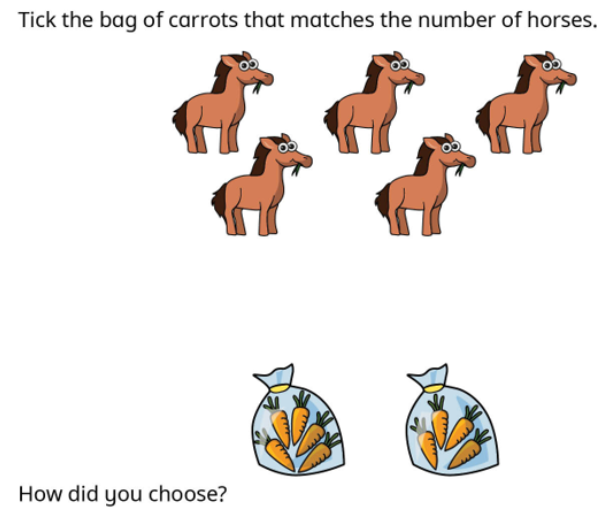 Tick the bag of carrots that matches the number of horses.
How did you choose?